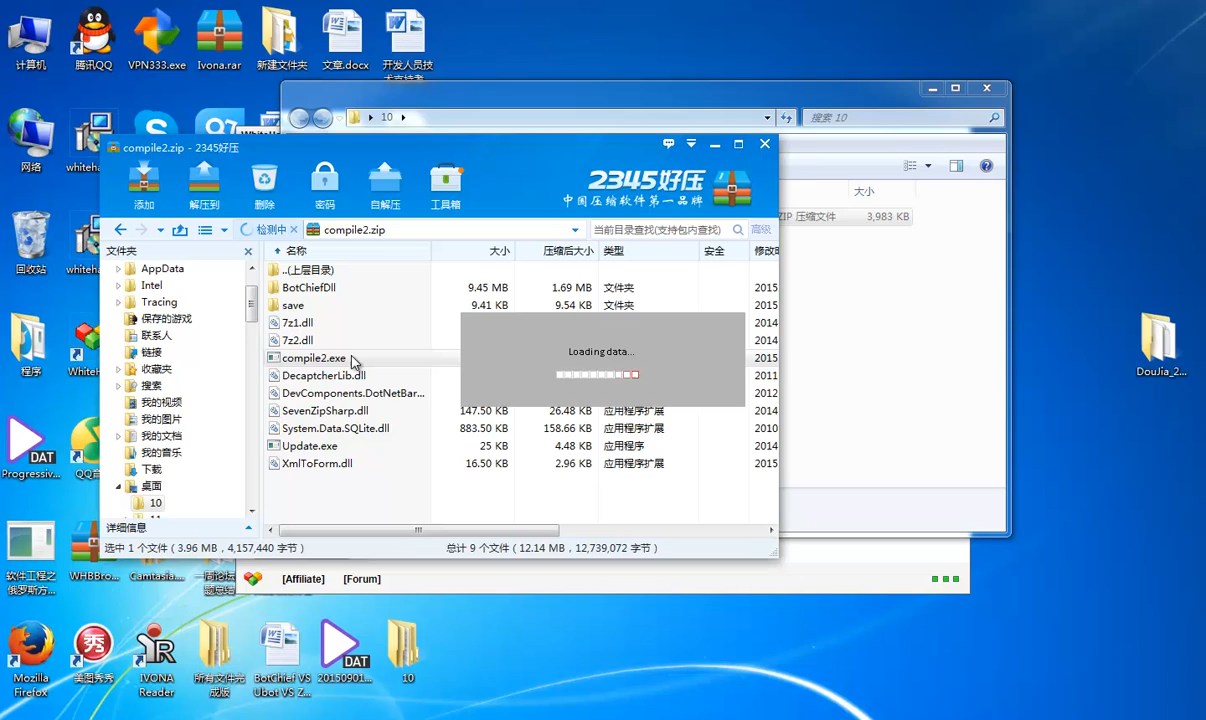 计算机
腾讯QQ
VPN333.exe
Ivona.rar
新建文件夹
文章.docx
开发人员技
网络
whiteh
回收站
whiteh
程序
WhiteH
Progressiv...
DAT
QQ音
软件工程之
俄罗斯方...
WHBBro...
Camtasia...
Mozilla
Firefox
秀
美图秀秀
IVONA
Reader
所有文件完
成版
BotChief VS
Ubot VS Z...
DAT
20150901...
10
DouJia_2...
10
搜索 10
大小
ZIP 压缩文件
3,983 KB
compile2.zip - 2345好压
添加
解压到
删除
密码
自解压
工具箱
2345好压
中国压缩软件第一品牌
检测中
compile2.zip
当前目录查找(支持包内查找)
高级
文件夹
AppData
Intel
Tracing
保存的游戏
联系人
链接
收藏夹
搜索
我的视频
我的图片
我的文档
我的音乐
下载
桌面
10
详细信息
名称 大小 压缩后大小 类型 安全 修改时
..(上层目录)
BotChiefDll 9.45 MB 1.69 MB 文件夹 2015
save 9.41 KB 9.54 KB 文件夹 2015
7z1.dll 2014
7z2.dll 2014
compile2.exe 2015
DecaptcherLib.dll 2011
DevComponents.DotNetBar... 2014
SevenZipSharp.dll 147.50 KB 26.48 KB 应用程序扩展 2012
System.Data.SQLite.dll 883.50 KB 158.66 KB 应用程序扩展 2010
Update.exe 25 KB 4.48 KB 应用程序 2014
XmlToForm.dll 16.50 KB 2.96 KB 应用程序扩展 2015
Loading data...
选中 1 个文件 ( 3.96 MB , 4,157,440 字节 )
总计 9 个文件 ( 12.14 MB , 12,739,072 字节 )
[Affiliate]
[Forum]